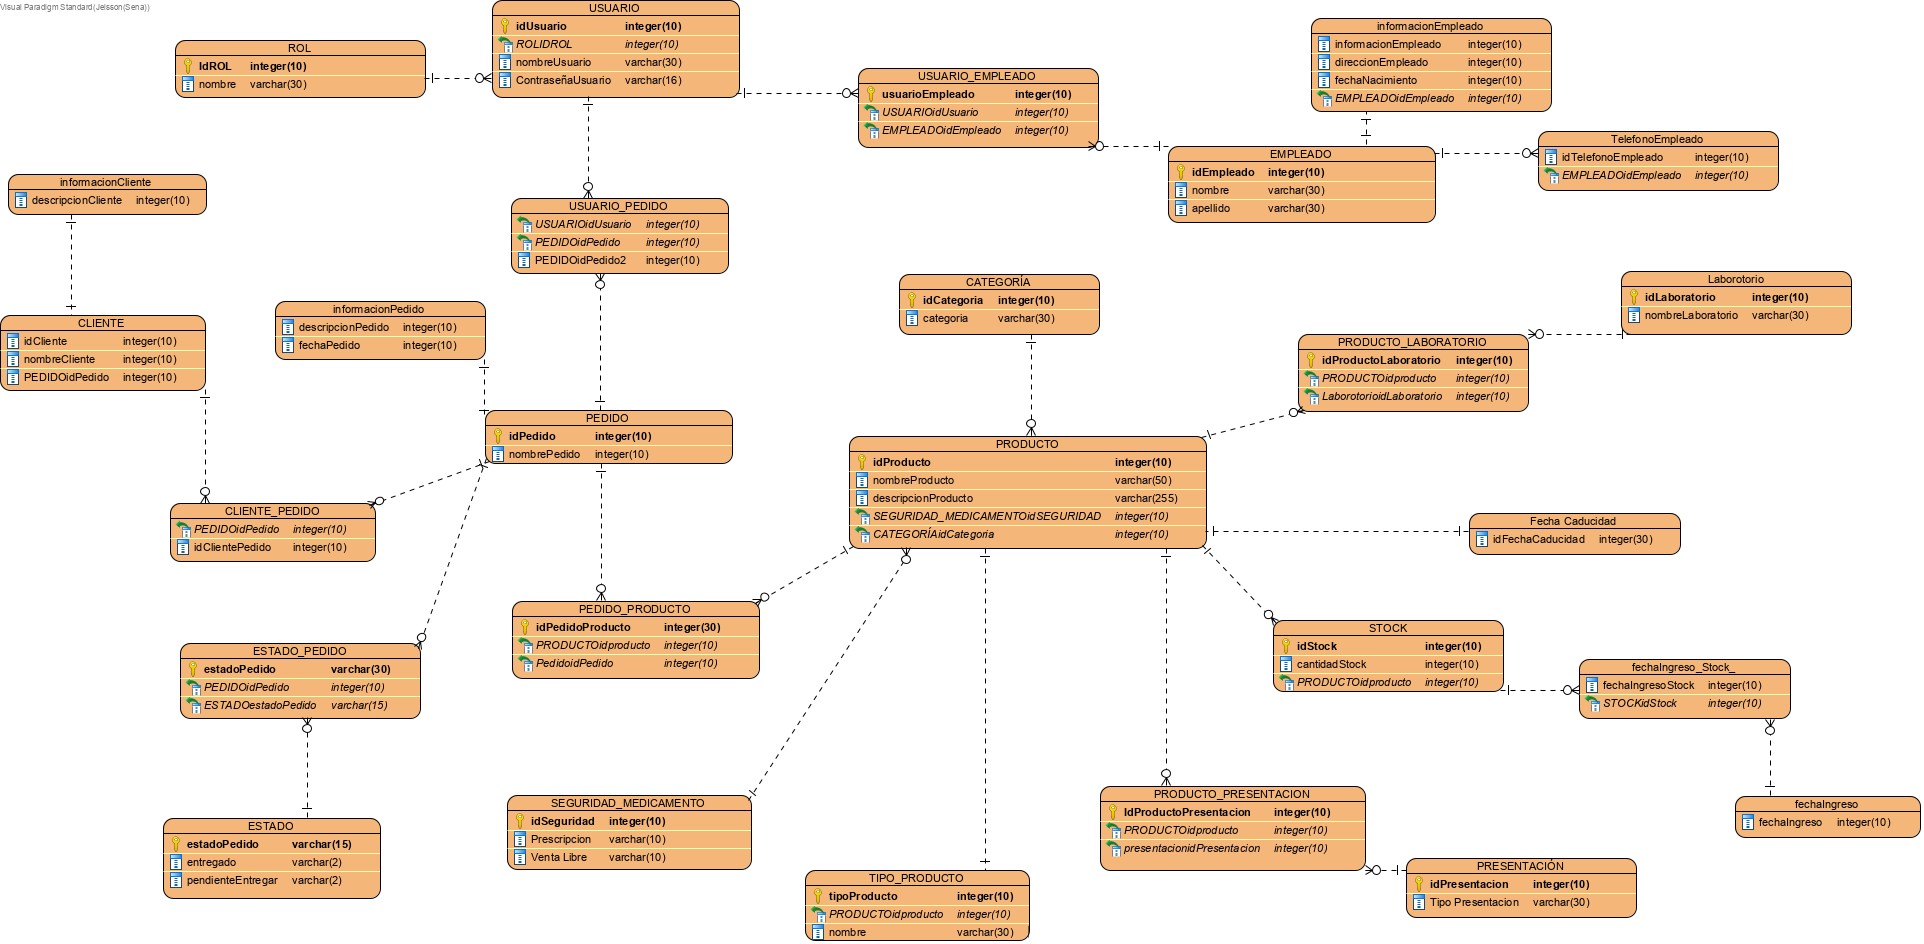 Visual Paradigm Standard(Jeisson(Sena))
USUARIO
idUsuario integer(10)
ROLIDROL integer(10)
nombreUsuario varchar(30)
ContraseñaUsuario varchar(16)
ROL
IdROL integer(10)
nombre varchar(30)
USUARIO_EMPLEADO
usuarioEmpleado integer(10)
USUARIOidUsuario integer(10)
EMPLEADOidEmpleado integer(10)
informacionEmpleado
informacionEmpleado integer(10)
direccionEmpleado integer(10)
fechaNacimiento integer(10)
EMPLEADOidEmpleado integer(10)
TelefonoEmpleado
idTelefonoEmpleado integer(10)
EMPLEADOidEmpleado integer(10)
EMPLEADO
idEmpleado integer(10)
nombre varchar(30)
apellido varchar(30)
informacionCliente
descripcionCliente integer(10)
USUARIO_PEDIDO
USUARIOidUsuario integer(10)
PEDIDOidPedido integer(10)
PEDIDOidPedido2 integer(10)
CLIENTE
idCliente integer(10)
nombreCliente integer(10)
PEDIDOidPedido integer(10)
informacionPedido
descripcionPedido integer(10)
fechaPedido integer(10)
CATEGORÍA
idCategoria integer(10)
categoria varchar(30)
Laborotorio
idLaboratorio integer(10)
nombreLaboratorio varchar(30)
PRODUCTO_LABORATORIO
idProductoLaboratorio integer(10)
PRODUCTOidproducto integer(10)
LaborotorioidLaboratorio integer(10)
PEDIDO
idPedido integer(10)
nombrePedido integer(10)
PRODUCTO
idProducto integer(10)
nombreProducto varchar(50)
descripcionProducto varchar(255)
SEGURIDAD_MEDICAMENTOidSEGURIDAD integer(10)
CATEGORÍAidCategoria integer(10)
CLIENTE_PEDIDO
PEDIDOidPedido integer(10)
idClientePedido integer(10)
Fecha Caducidad
idFechaCaducidad integer(30)
PEDIDO_PRODUCTO
idPedidoProducto integer(30)
PRODUCTOidproducto integer(10)
PedidoidPedido integer(10)
STOCK
idStock integer(10)
cantidadStock integer(10)
PRODUCTOidproducto integer(10)
ESTADO_PEDIDO
estadoPedido varchar(30)
PEDIDOidPedido integer(10)
ESTADOestadoPedido varchar(15)
fechaIngreso_Stock_
fechaIngresoStock integer(10)
STOCKidStock integer(10)
SEGURIDAD_MEDICAMENTO
idSeguridad integer(10)
Prescripcion varchar(10)
Venta Libre varchar(10)
PRODUCTO_PRESENTACION
IdProductoPresentacion integer(10)
PRODUCTOidproducto integer(10)
presentacionidPresentacion integer(10)
fechaIngreso
fechaIngreso integer(10)
ESTADO
estadoPedido varchar(15)
entregado varchar(2)
pendienteEntregar varchar(2)
TIPO_PRODUCTO
tipoProducto integer(10)
PRODUCTOidproducto integer(10)
nombre varchar(30)
PRESENTACIÓN
idPresentacion integer(10)
Tipo Presentacion varchar(30)